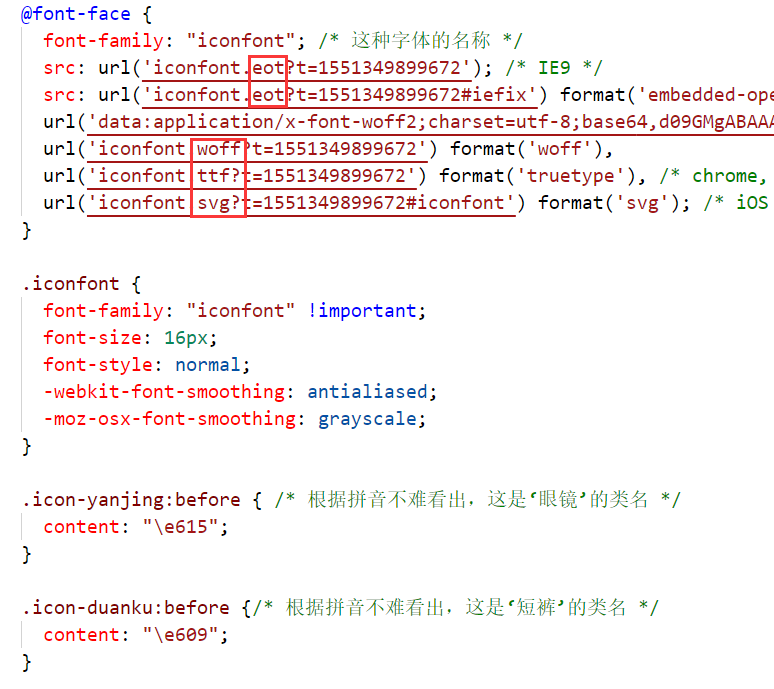 @font-face {
font-family: "iconfont"; /* 这种字体的名称 */
src: url('iconfont.eot?t=1551349899672'); /* IE9 */
src: url('iconfont.eot?t=1551349899672#iefix') format('embedded-ope
url('data:application/x-font-woff2;charset=utf-8;base64,d09GMgABAAA
url('iconfont woff?t=1551349899672') format('woff'),
url('iconfont ttf?t=1551349899672') format('truetype'), /* chrome,
url('iconfont svg?t=1551349899672#iconfont') format('svg'); /* iOS
}
.iconfont {
font-family: "iconfont" !important;
font-size: 16px;
font-style: normal;
-webkit-font-smoothing: antialiased;
-moz-osx-font-smoothing: grayscale;
}
.icon-yanjing:before { /* 根据拼音不难看出，这是‘眼镜’的类名 */
content: "\e615";
}
.icon-duanku:before {/* 根据拼音不难看出，这是‘短裤’的类名 */
content: "\e609";
}